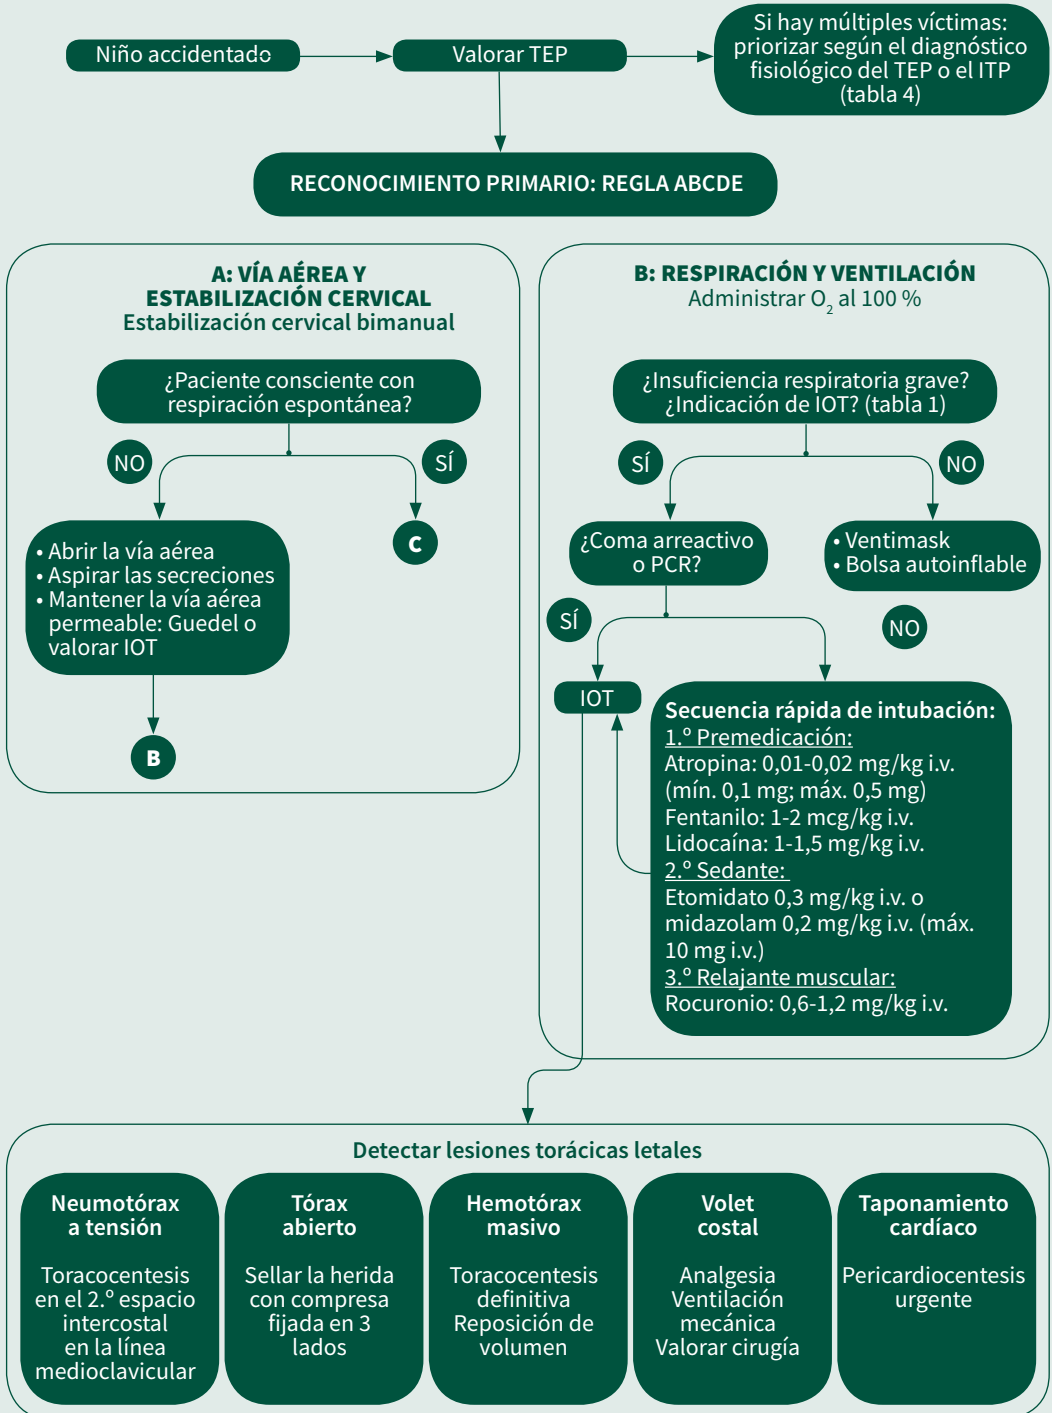 Niño accidentado
Valorar TEP
Si hay múltiples víctimas:
priorizar según el diagnóstico
fisiológico del TEP o el ITP
(tabla 4)
RECONOCIMIENTO PRIMARIO: REGLA ABCDE
A: VÍA AÉREA Y
ESTABILIZACIÓN CERVICAL
Estabilización cervical bimanual
¿Paciente consciente con
respiración espontánea?
NO
SÍ
• Abrir la vía aérea
• Aspirar las secreciones
• Mantener la vía aérea
permeable: Guedel o
valorar IOT
C
B
B: RESPIRACIÓN Y VENTILACIÓN
Administrar O₂ al 100 %
¿Insuficiencia respiratoria grave?
¿Indicación de IOT? (tabla 1)
SÍ
NO
¿Coma arreactivo
o PCR?
• Ventimask
• Bolsa autoinflable
SÍ
NO
IOT
Secuencia rápida de intubación:
1.º Premedicación:
Atropina: 0,01-0,02 mg/kg i.v.
(mín. 0,1 mg; máx. 0,5 mg)
Fentanilo: 1-2 mcg/kg i.v.
Lidocaína: 1-1,5 mg/kg i.v.
2.º Sedante:
Etomidato 0,3 mg/kg i.v. o
midazolam 0,2 mg/kg i.v. (máx.
10 mg i.v.)
3.º Relajante muscular:
Rocuronio: 0,6-1,2 mg/kg i.v.
Detectar lesiones torácicas letales
Neumotórax
a tensión
Toracocentesis
en el 2.º espacio
intercostal
en la línea
medioclavicular
Tórax
abierto
Sellar la herida
con compresa
fijada en 3
lados
Hemotórax
masivo
Toracocentesis
definitiva
Reposición de
volumen
Volet
costal
Analgesia
Ventilación
mecánica
Valorar cirugía
Taponamiento
cardíaco
Pericardiocentesis
urgente